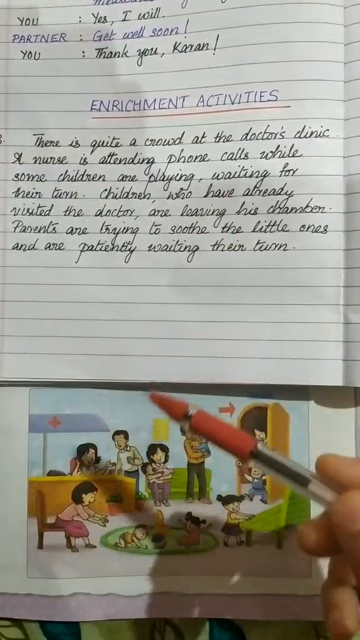 YOU : Yes, I will.
PARTNER : Get well soon!
YOU : Thank you, Karan!
ENRICHMENT ACTIVITIES
There is quite a crowd at the doctor's clinic.
A nurse is attending phone calls while
some children are playing, waiting for
their turn. Children, who have already
visited the doctor, are leaving his chamber.
Parents are trying to soothe the little ones
and are patiently waiting their turn.